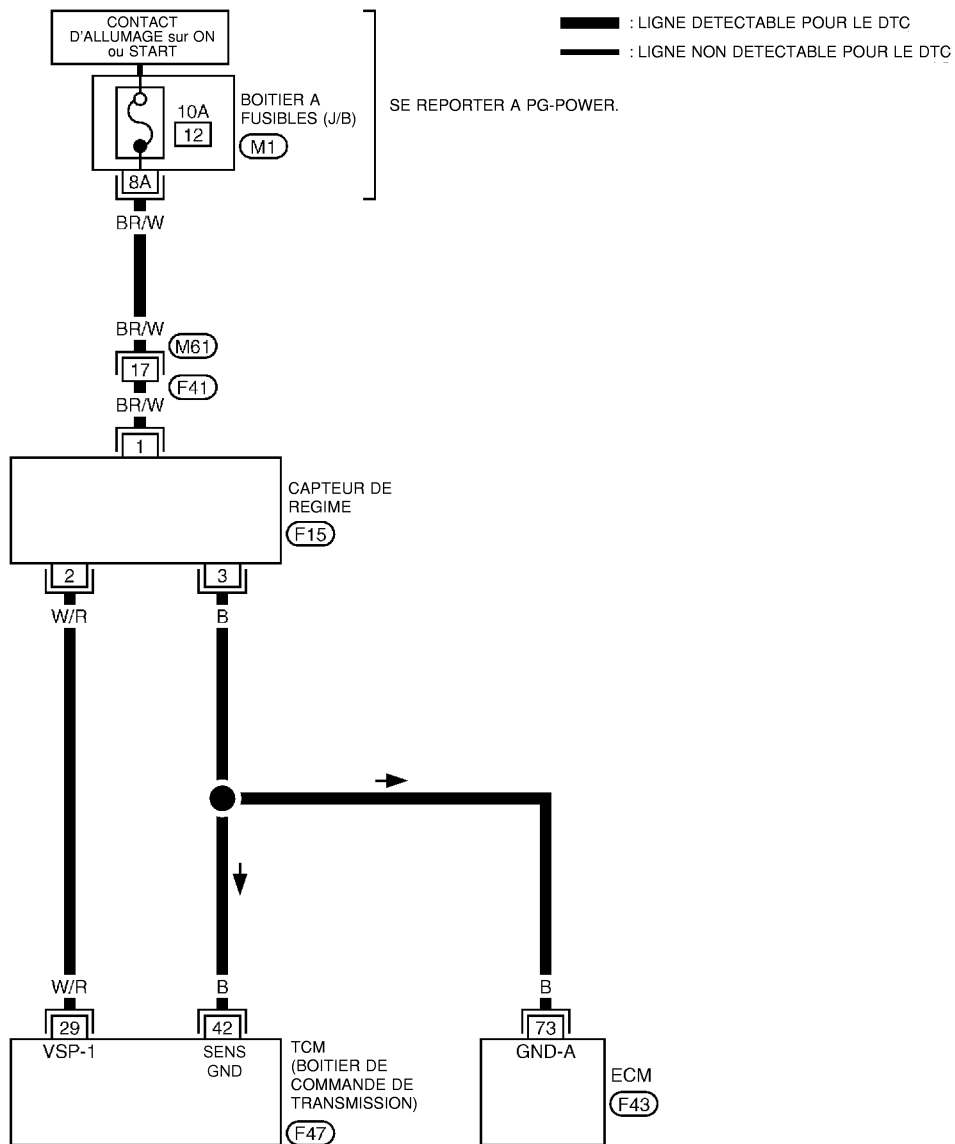 CONTACT
D'ALLUMAGE sur ON
ou START
: LIGNE DETECTABLE POUR LE DTC
: LIGNE NON DETECTABLE POUR LE DTC
10A
12
BOITIER A
FUSIBLES (J/B)
M1
SE REPORTER A PG-POWER.
8A
BR/W
BR/W
M61
17
F41
BR/W
1
CAPTEUR DE
REGIME
F15
2
3
W/R
B
W/R
B
B
29
42
73
VSP-1
SENS
GND
TCM
(BOITIER DE
COMMANDE DE
TRANSMISSION)
F47
GND-A
ECM
F43